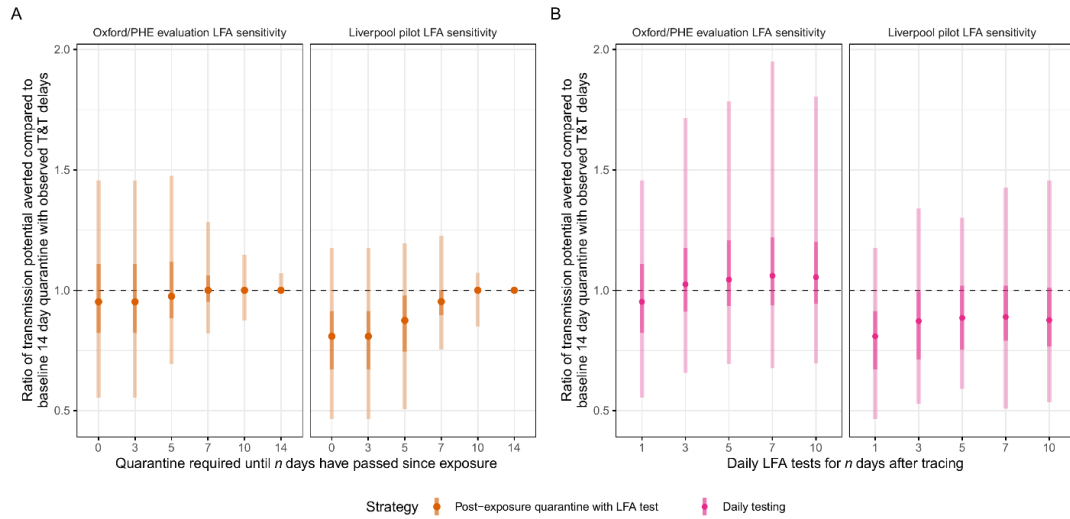 A
B
Oxford/PHE evaluation LFA sensitivity
Liverpool pilot LFA sensitivity
Oxford/PHE evaluation LFA sensitivity
Liverpool pilot LFA sensitivity
Ratio of transmission potential averted compared to
baseline 14 day quarantine with observed T&T delays
2.0
1.5
1.0
0.5
0 3 5 7 10 14
0 3 5 7 10 14
Quarantine required until n days have passed since exposure
Ratio of transmission potential averted compared to
baseline 14 day quarantine with observed T&T delays
2.0
1.5
1.0
0.5
1 3 5 7 10
1 3 5 7 10
Daily LFA tests for n days after tracing
Strategy
Post−exposure quarantine with LFA test
Daily testing